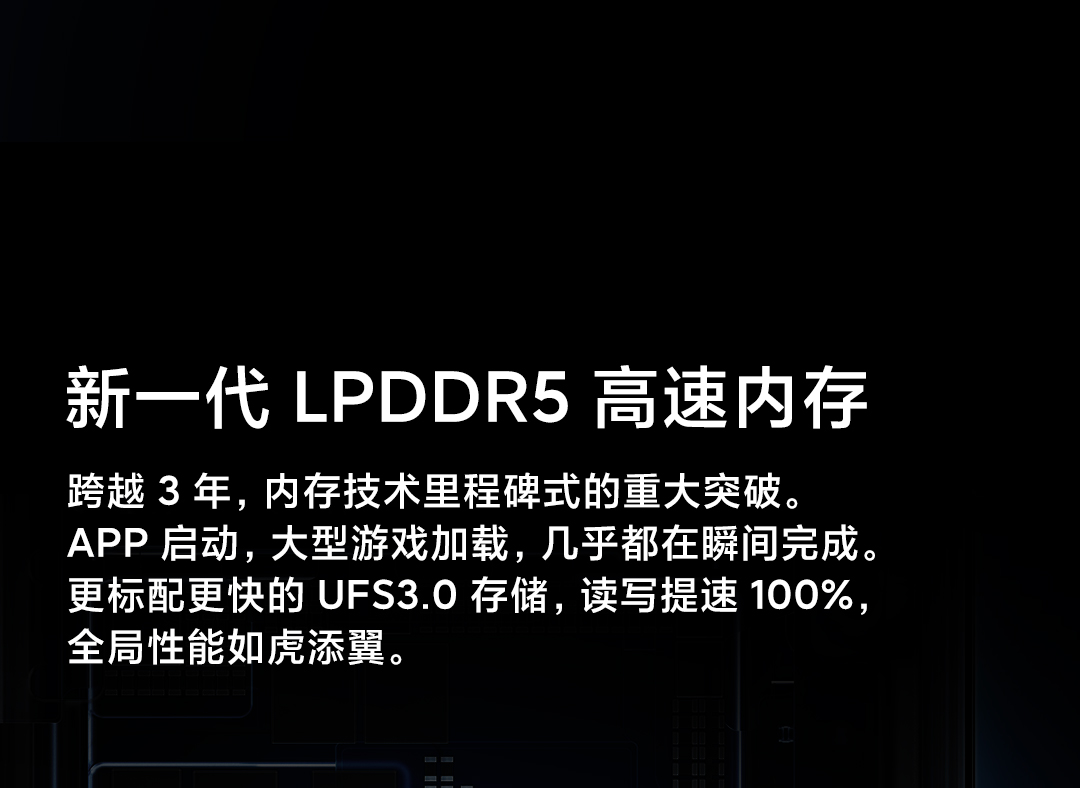 新一代 LPDDR5 高速内存
跨越 3 年，内存技术里程碑式的重大突破。
APP 启动，大型游戏加载，几乎都在瞬间完成。
更标配更快的 UFS3.0 存储，读写提速 100%，
全局性能如虎添翼。